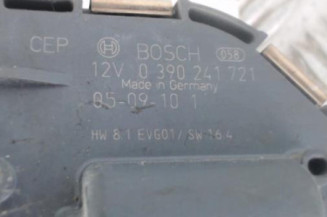 CEP BOSCH 038
12V 0 390 241 721
Made in Germany
05-09-10 1
HW 8.1 EVG01/ SW 16.4